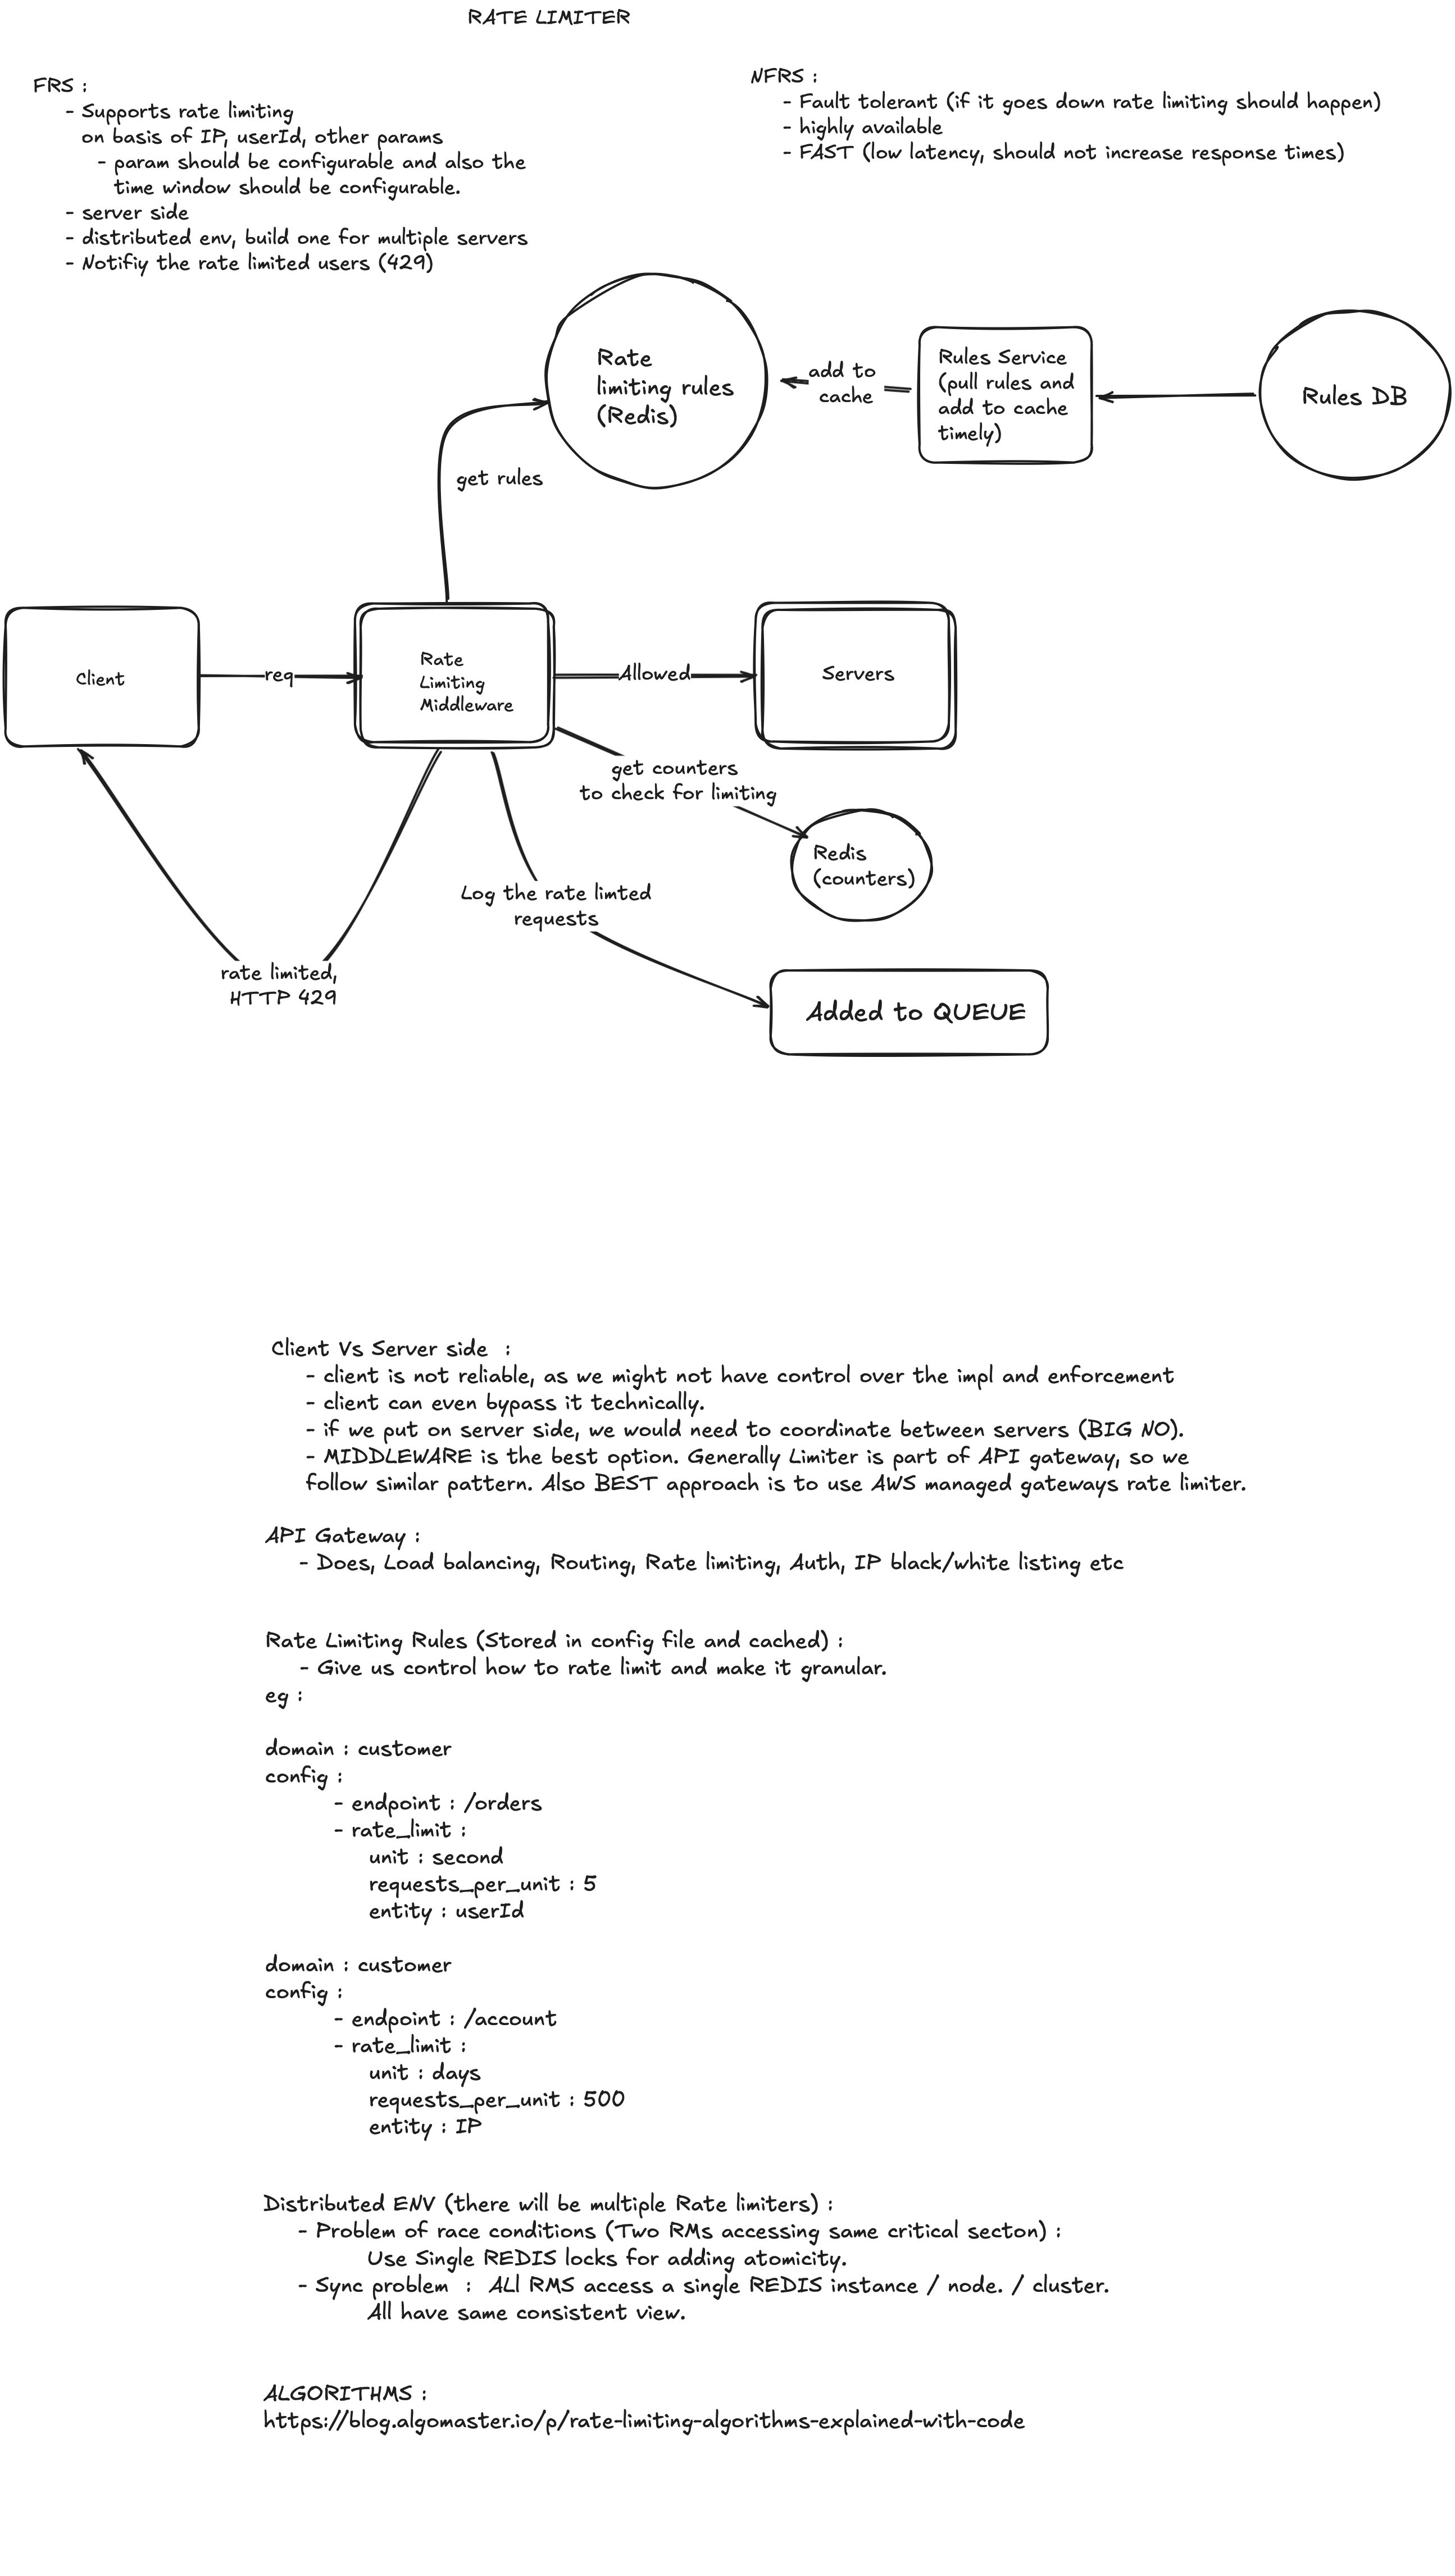 RATE LIMITER
FRS :
- Supports rate limiting
on basis of IP, userId, other params
- param should be configurable and also the
time window should be configurable.
- server side
- distributed env, build one for multiple servers
- Notifiy the rate limited users (429)
NFRS :
- Fault tolerant (if it goes down rate limiting should happen)
- highly available
- FAST (low latency, should not increase response times)
Rate
limiting rules
(Redis)
add to
cache
Rules Service
(pull rules and
add to cache
timely)
Rules DB
get rules
Client
req
Rate
Limiting
Middleware
Allowed
Servers
get counters
to check for limiting
Redis
(counters)
Log the rate limted
requests
rate limited,
HTTP 429
Added to QUEUE
Client Vs Server side :
- client is not reliable, as we might not have control over the impl and enforcement
- client can even bypass it technically.
- if we put on server side, we would need to coordinate between servers (BIG NO).
- MIDDLEWARE is the best option. Generally Limiter is part of API gateway, so we
follow similar pattern. Also BEST approach is to use AWS managed gateways rate limiter.
API Gateway :
- Does, Load balancing, Routing, Rate limiting, Auth, IP black/white listing etc
Rate Limiting Rules (Stored in config file and cached) :
- Give us control how to rate limit and make it granular.
eg :
domain : customer
config :
- endpoint : /orders
- rate_limit :
unit : second
requests_per_unit : 5
entity : userId
domain : customer
config :
- endpoint : /account
- rate_limit :
unit : days
requests_per_unit : 500
entity : IP
Distributed ENV (there will be multiple Rate limiters) :
- Problem of race conditions (Two RMs accessing same critical secton) :
Use Single REDIS locks for adding atomicity.
- Sync problem : ALl RMS access a single REDIS instance / node. / cluster.
All have same consistent view.
ALGORITHMS :
https://blog.algomaster.io/p/rate-limiting-algorithms-explained-with-code